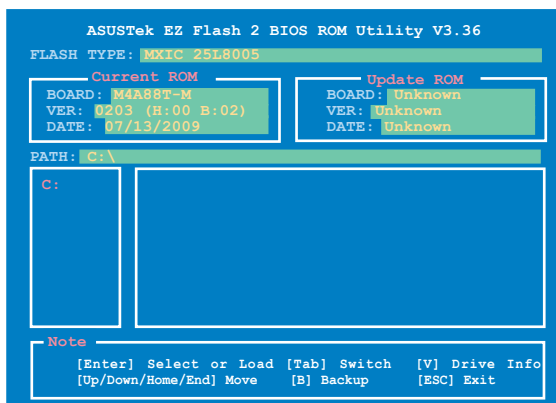 ASUSTek EZ Flash 2 BIOS ROM Utility V3.36
FLASH TYPE: MXIC 25L8005
Current ROM
BOARD: M4A88T-M
VER: 0203 (H:00 B:02)
DATE: 07/13/2009
Update ROM
BOARD: Unknown
VER: Unknown
DATE: Unknown
PATH: C:\
C:
Note
[Enter] Select or Load [Tab] Switch [V] Drive Info
[Up/Down/Home/End] Move [B] Backup [ESC] Exit